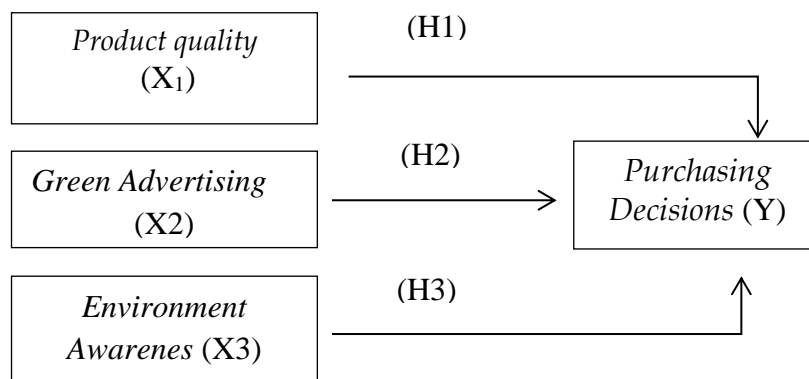 Product quality
(X₁)
(H1)
Green Advertising
(X2)
(H2)
Purchasing
Decisions (Y)
Environment
Awarenes (X3)
(H3)